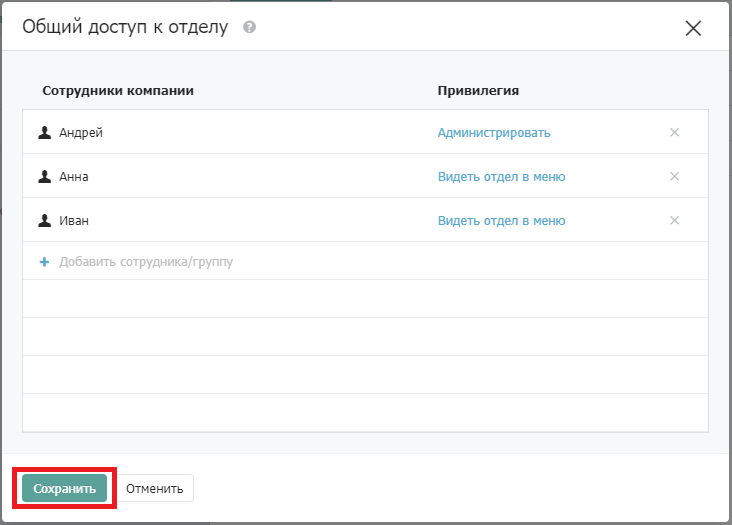 Общий доступ к отделу ?
Сотрудники компании Привилегия
Андрей Администрировать
Анна Видеть отдел в меню
Иван Видеть отдел в меню
+ Добавить сотрудника/группу
Сохранить Отменить